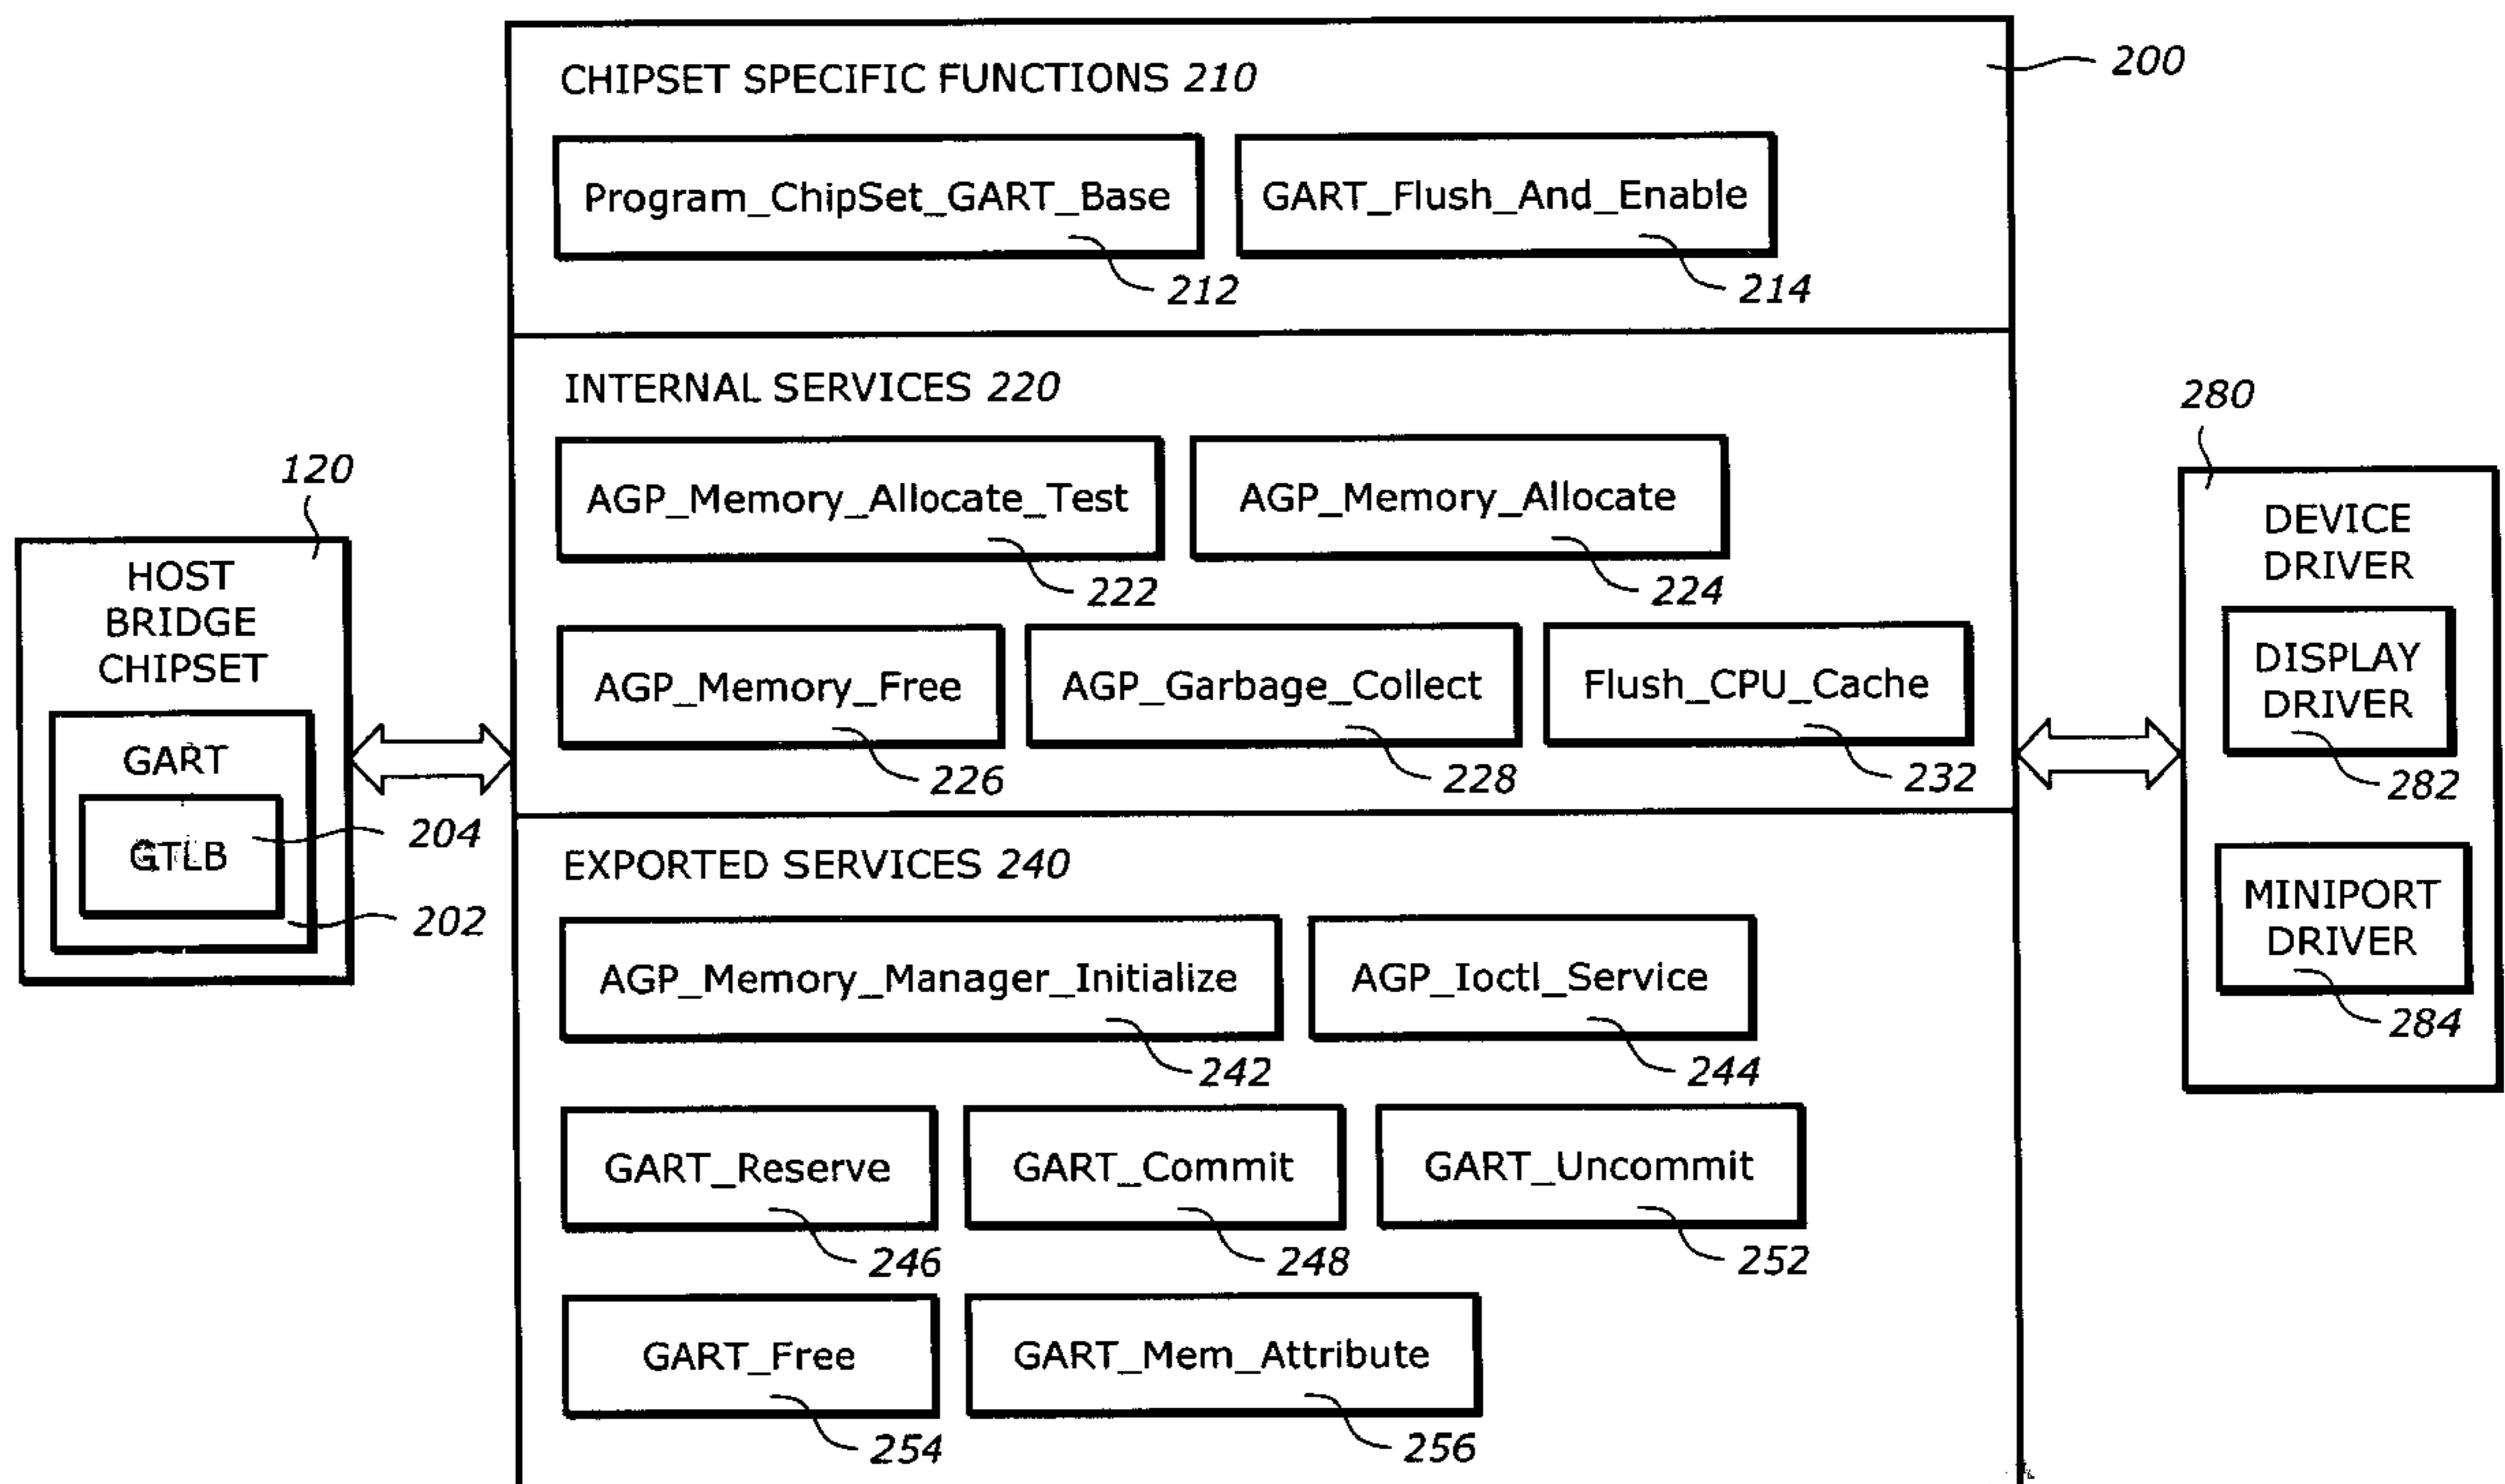 CHIPSET SPECIFIC FUNCTIONS 210
200
Program_ChipSet_GART_Base
GART_Flush_And_Enable
212
214
INTERNAL SERVICES 220
AGP_Memory_Allocate_Test
AGP_Memory_Allocate
222
224
AGP_Memory_Free
AGP_Garbage_Collect
Flush_CPU_Cache
226
228
232
EXPORTED SERVICES 240
AGP_Memory_Manager_Initialize
AGP_Ioctl_Service
242
244
GART_Reserve
GART_Commit
GART_Uncommit
246
248
252
GART_Free
GART_Mem_Attribute
254
256
120
HOST
BRIDGE
CHIPSET
GART
GTLB
204
202
280
DEVICE
DRIVER
DISPLAY
DRIVER
282
MINIPORT
DRIVER
284